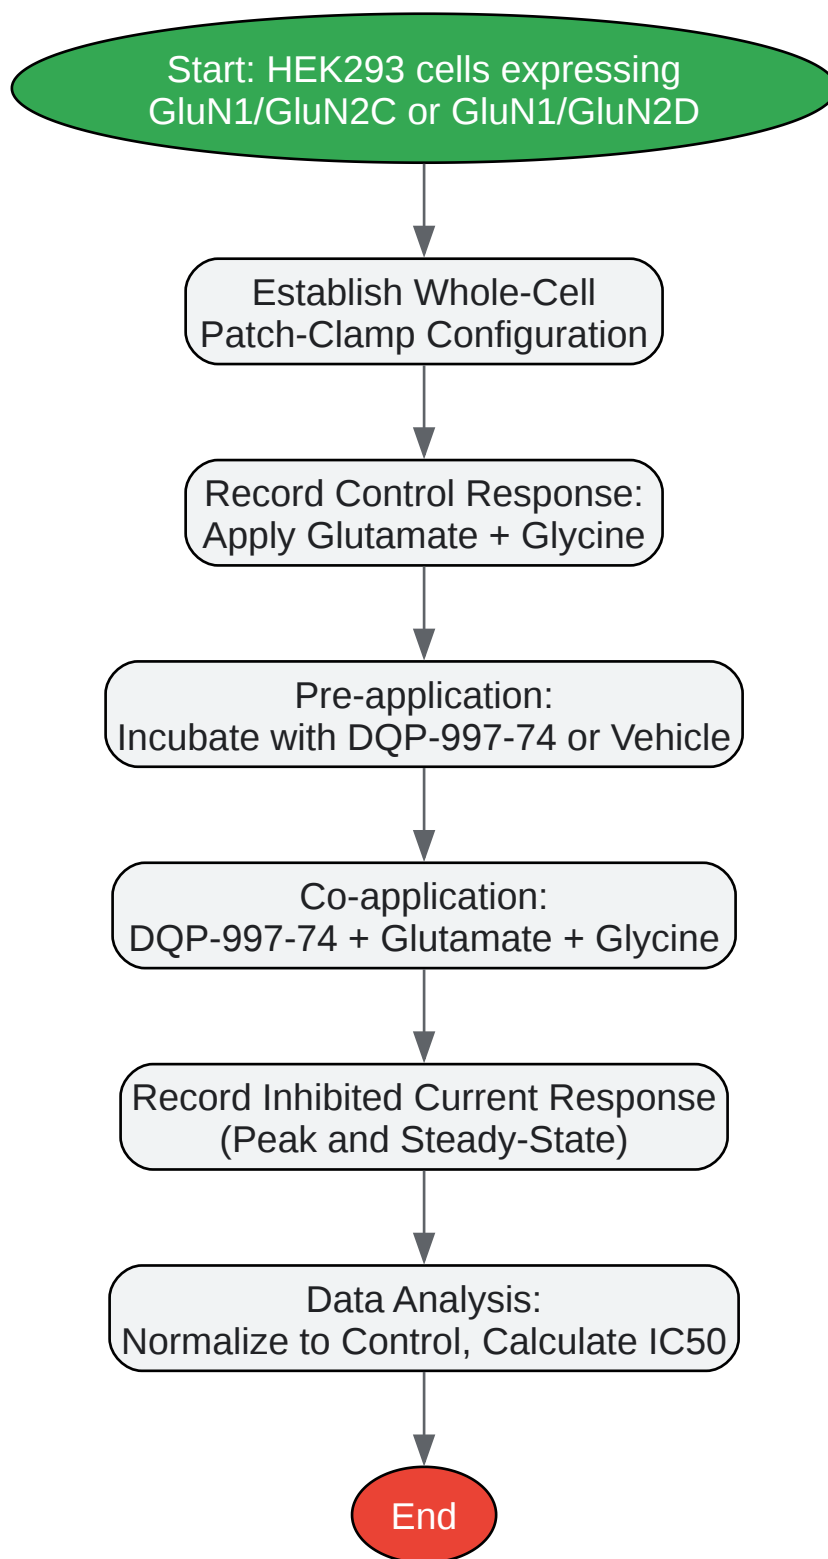 Start: HEK293 cells expressing
GluN1/GluN2C or GluN1/GluN2D
Establish Whole-Cell
Patch-Clamp Configuration
Record Control Response:
Apply Glutamate + Glycine
Pre-application:
Incubate with DQP-997-74 or Vehicle
Co-application:
DQP-997-74 + Glutamate + Glycine
Record Inhibited Current Response
(Peak and Steady-State)
Data Analysis:
Normalize to Control, Calculate IC50
End